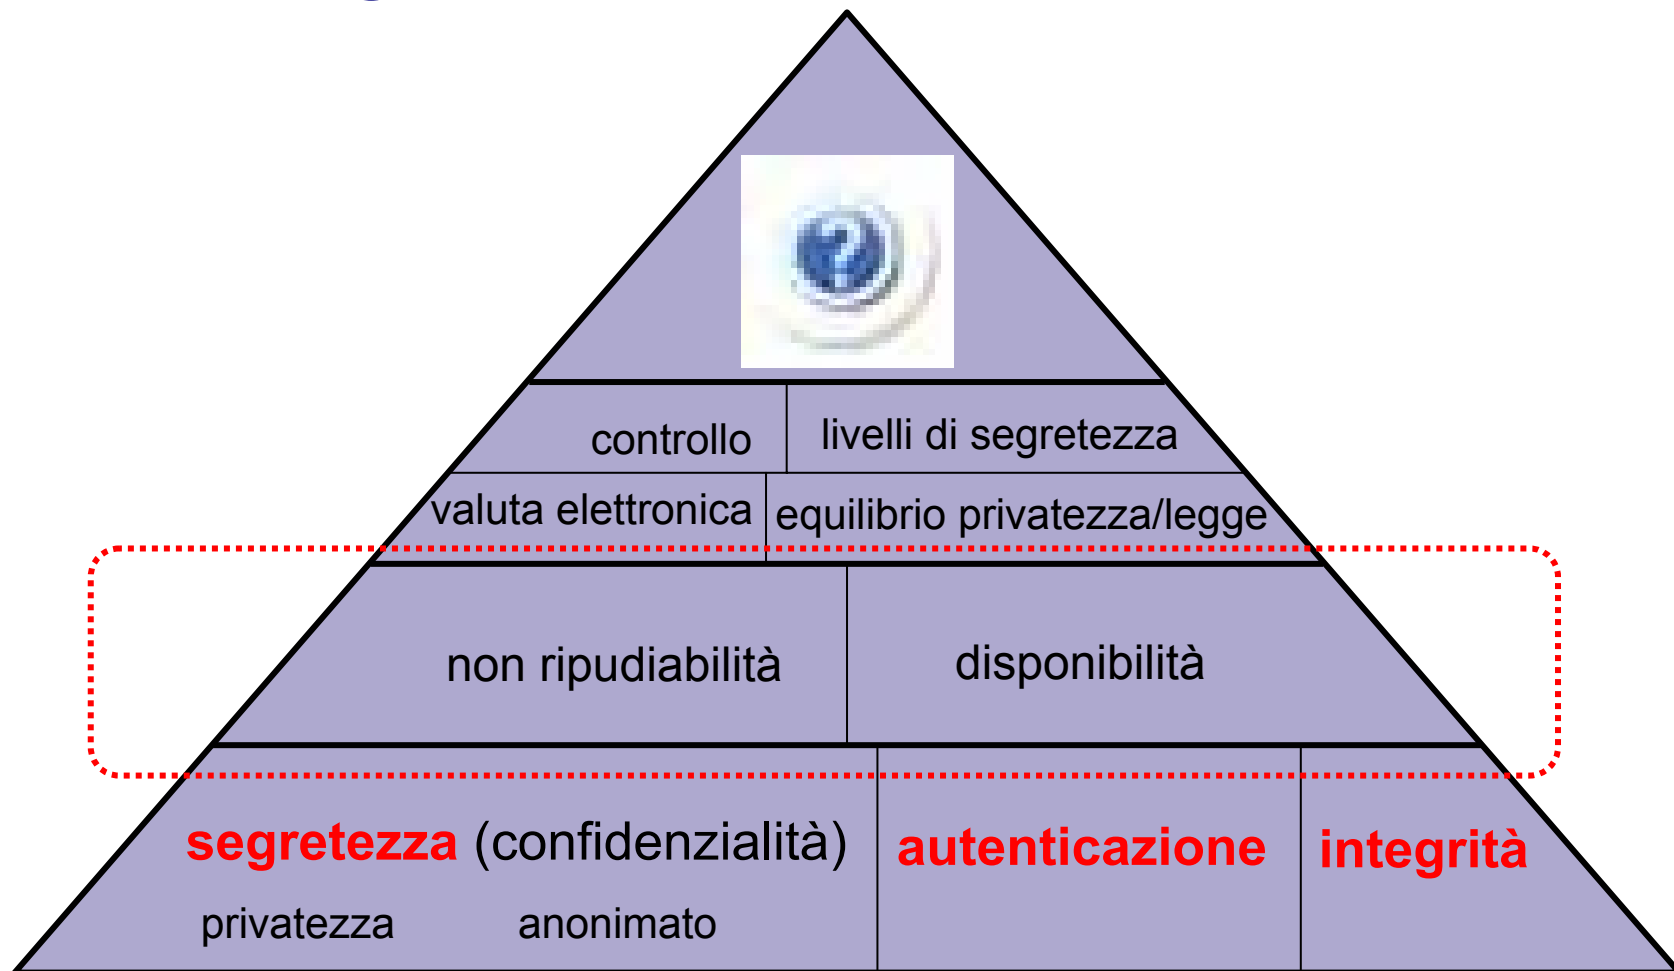 ?
controllo
livelli di segretezza
valuta elettronica
equilibrio privatezza/legge
non ripudiabilità
disponibilità
segretezza (confidenzialità)
autenticazione
integrità
privatezza
anonimato